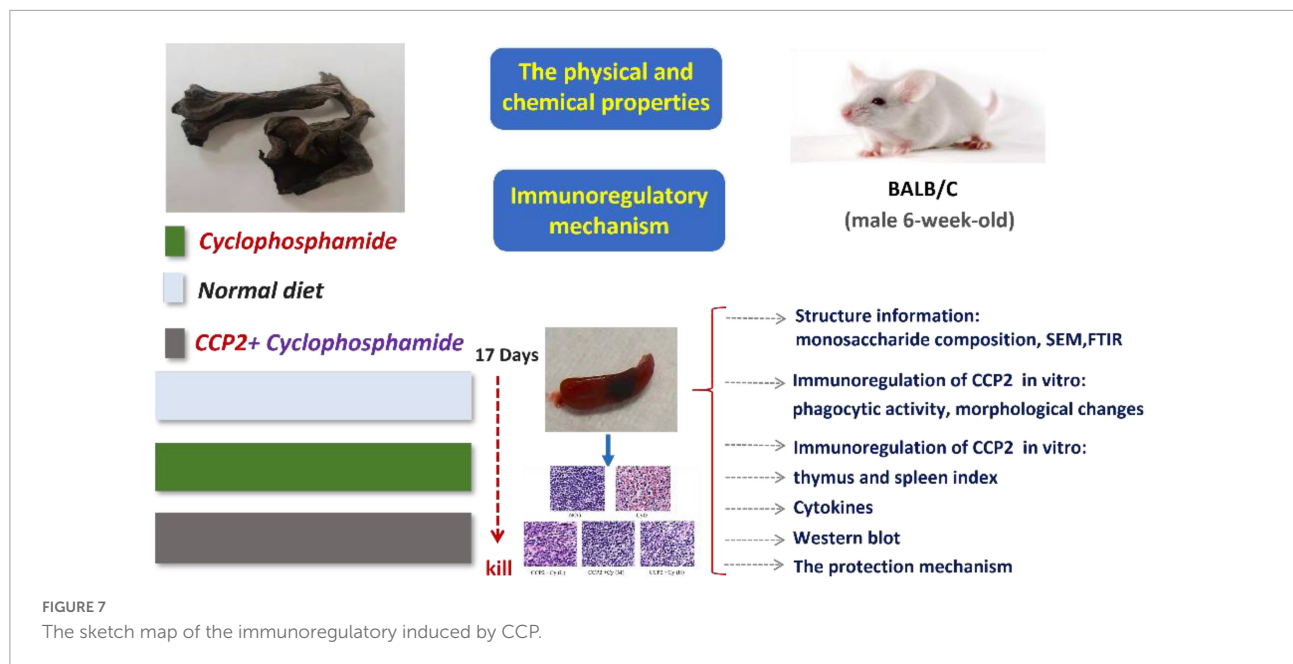 The physical and
chemical properties
Immunoregulatory
mechanism
BALB/C
(male 6-week-old)
Cyclophosphamide
Normal diet
CCP2+ Cyclophosphamide
17 Days
kill
CCP2 +Cy (M)
Structure information:
monosaccharide composition, SEM,FTIR
Immunoregulation of CCP2 in vitro:
phagocytic activity, morphological changes
Immunoregulation of CCP2 in vitro:
thymus and spleen index
Cytokines
Western blot
The protection mechanism
FIGURE 7
The sketch map of the immunoregulatory induced by CCP.